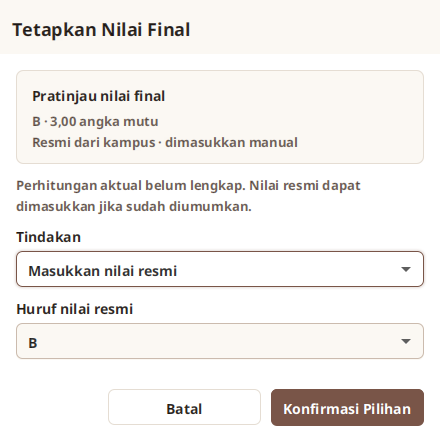 Tetapkan Nilai Final
Pratinjau nilai final
B · 3,00 angka mutu
Resmi dari kampus · dimasukkan manual
Perhitungan aktual belum lengkap. Nilai resmi dapat
dimasukkan jika sudah diumumkan.
Tindakan
Masukkan nilai resmi
Huruf nilai resmi
B
Batal
Konfirmasi Pilihan